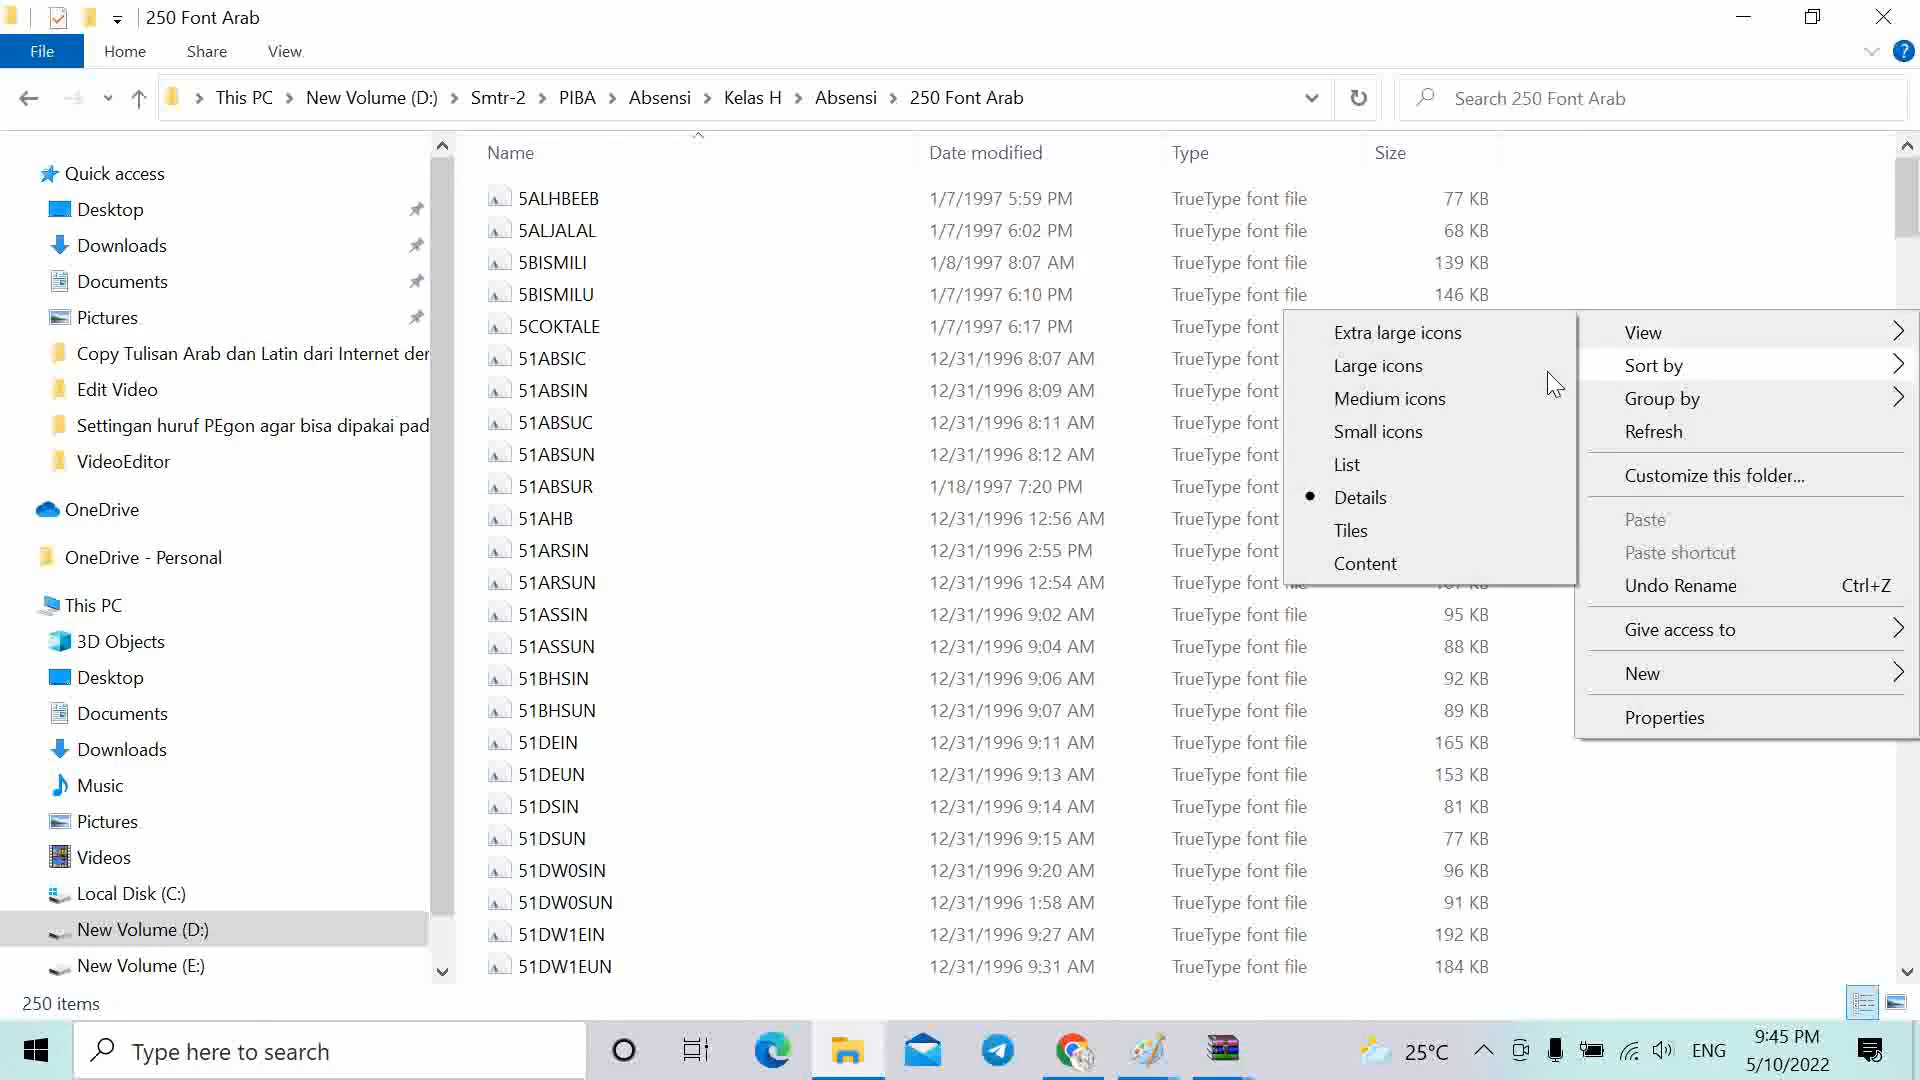 250 Font Arab
File Home Share View
This PC New Volume (D:) Smtr-2 PIBA Absensi Kelas H Absensi 250 Font Arab
Search 250 Font Arab
Quick access
Desktop
Downloads
Documents
Pictures
Copy Tulisan Arab dan Latin dari Internet der
Edit Video
Settingan huruf PEgon agar bisa dipakai pad
VideoEditor
OneDrive
OneDrive - Personal
This PC
3D Objects
Desktop
Documents
Downloads
Music
Pictures
Videos
Local Disk (C:)
New Volume (D:)
New Volume (E:)
Name Date modified Type Size
5ALHBEEB 1/7/1997 5:59 PM TrueType font file 77 KB
5ALJALAL 1/7/1997 6:02 PM TrueType font file 68 KB
5BISMILI 1/8/1997 8:07 AM TrueType font file 139 KB
5BISMILU 1/7/1997 6:10 PM TrueType font file 146 KB
5COKTALE 1/7/1997 6:17 PM TrueType font
51ABSIC 12/31/1996 8:07 AM TrueType font
51ABSIN 12/31/1996 8:09 AM TrueType font
51ABSUC 12/31/1996 8:11 AM TrueType font
51ABSUN 12/31/1996 8:12 AM TrueType font
51ABSUR 1/18/1997 7:20 PM TrueType font
51AHB 12/31/1996 12:56 AM TrueType font
51ARSIN 12/31/1996 2:55 PM TrueType font
51ARSUN 12/31/1996 12:54 AM TrueType font
51ASSIN 12/31/1996 9:02 AM TrueType font file 95 KB
51ASSUN 12/31/1996 9:04 AM TrueType font file 88 KB
51BHSIN 12/31/1996 9:06 AM TrueType font file 92 KB
51BHSUN 12/31/1996 9:07 AM TrueType font file 89 KB
51DEIN 12/31/1996 9:11 AM TrueType font file 165 KB
51DEUN 12/31/1996 9:13 AM TrueType font file 153 KB
51DSIN 12/31/1996 9:14 AM TrueType font file 81 KB
51DSUN 12/31/1996 9:15 AM TrueType font file 77 KB
51DW0SIN 12/31/1996 9:20 AM TrueType font file 96 KB
51DW0SUN 12/31/1996 1:58 AM TrueType font file 91 KB
51DW1EIN 12/31/1996 9:27 AM TrueType font file 192 KB
51DW1EUN 12/31/1996 9:31 AM TrueType font file 184 KB
Extra large icons
Large icons
Medium icons
Small icons
List
Details
Tiles
Content
View
Sort by
Group by
Refresh
Customize this folder...
Paste
Paste shortcut
Undo Rename Ctrl+Z
Give access to
New
Properties
250 items
Type here to search
25°C
ENG
9:45 PM
5/10/2022